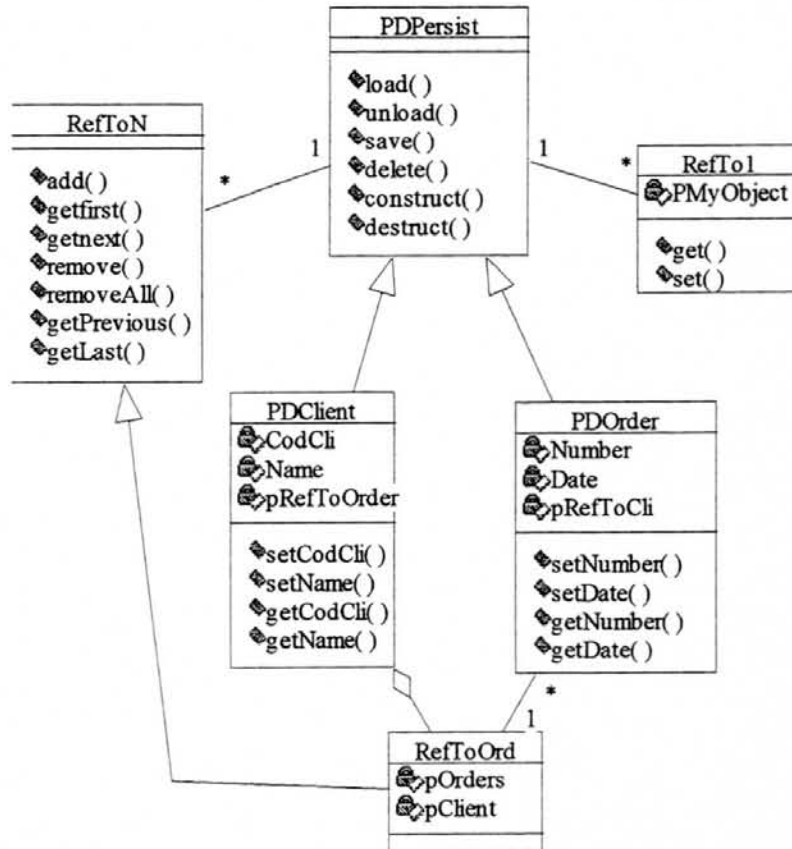 PDPersist
load( )
unload( )
save( )
delete( )
construct( )
destruct( )
RefToN
add( )
getfirst( )
getnext( )
remove( )
removeAll( )
getPrevious( )
getLast( )
*
1
1
*
RefTo1
PMyObject
get( )
set( )
PDClient
CodCli
Name
pRefToOrder
setCodCli( )
setName( )
getCodCli( )
getName( )
PDOrder
Number
Date
pRefToCli
setNumber( )
setDate( )
getNumber( )
getDate( )
*
1
RefToOrd
pOrders
pClient